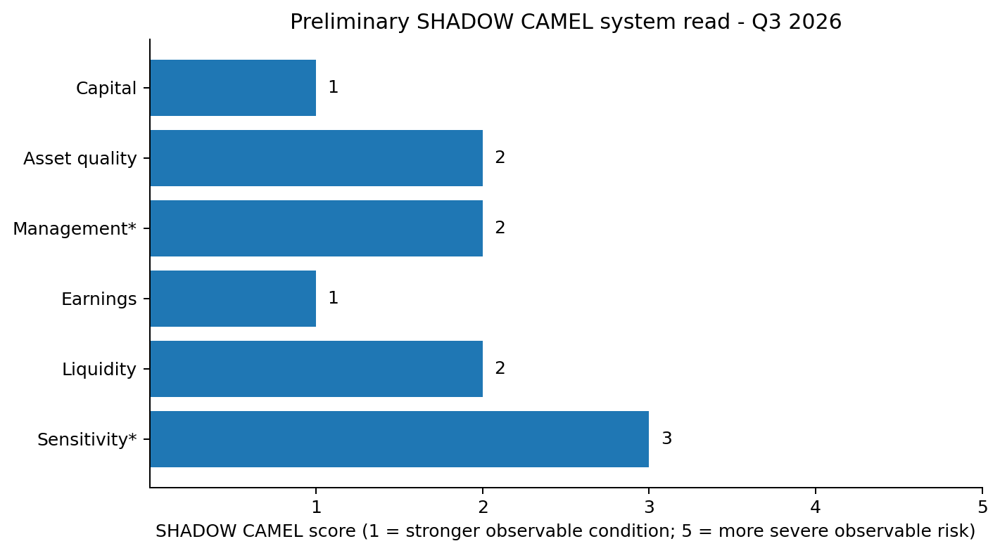 Preliminary SHADOW CAMEL system read - Q3 2026
Capital
1
Asset quality
2
Management*
2
Earnings
1
Liquidity
2
Sensitivity*
3
1 2 3 4 5
SHADOW CAMEL score (1 = stronger observable condition; 5 = more severe observable risk)